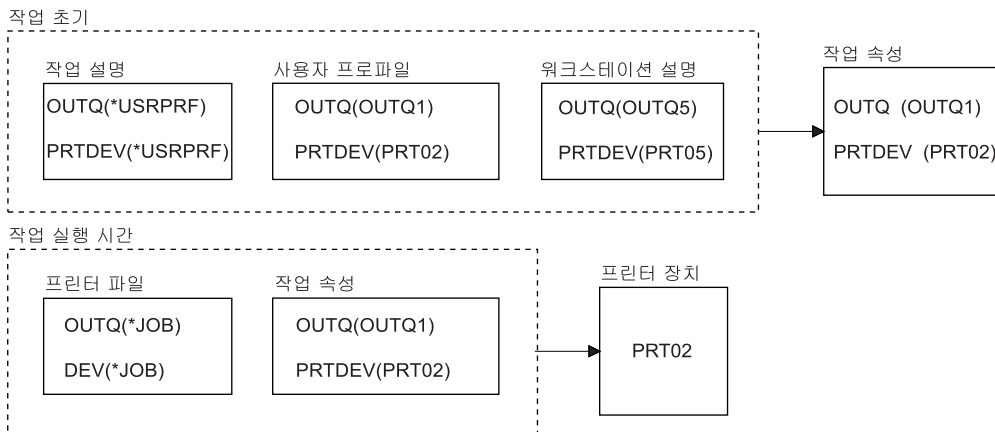 작업 초기
작업 설명
OUTQ(*USRPRF)
PRTDEV(*USRPRF)
사용자 프로파일
OUTQ(OUTQ1)
PRTDEV(PRT02)
워크스테이션 설명
OUTQ(OUTQ5)
PRTDEV(PRT05)
작업 속성
OUTQ (OUTQ1)
PRTDEV (PRT02)
작업 실행 시간
프린터 파일
OUTQ(*JOB)
DEV(*JOB)
작업 속성
OUTQ(OUTQ1)
PRTDEV(PRT02)
프린터 장치
PRT02